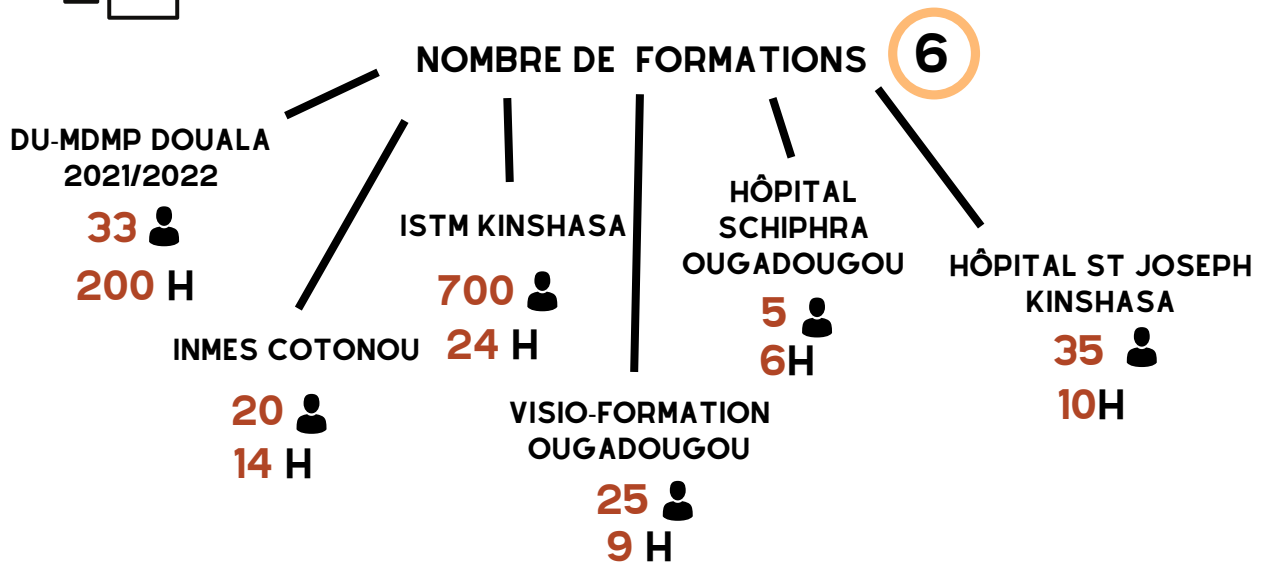 NOMBRE DE FORMATIONS 6
DU-MDMP DOUALA
2021/2022
33
200 H
INMES COTONOU
20
14 H
ISTM KINSHASA
700
24 H
VISIO-FORMATION
OUGADOUGOU
25
9 H
HÔPITAL
SCHIPHRA
OUGADOUGOU
5
6H
HÔPITAL ST JOSEPH
KINSHASA
35
10H